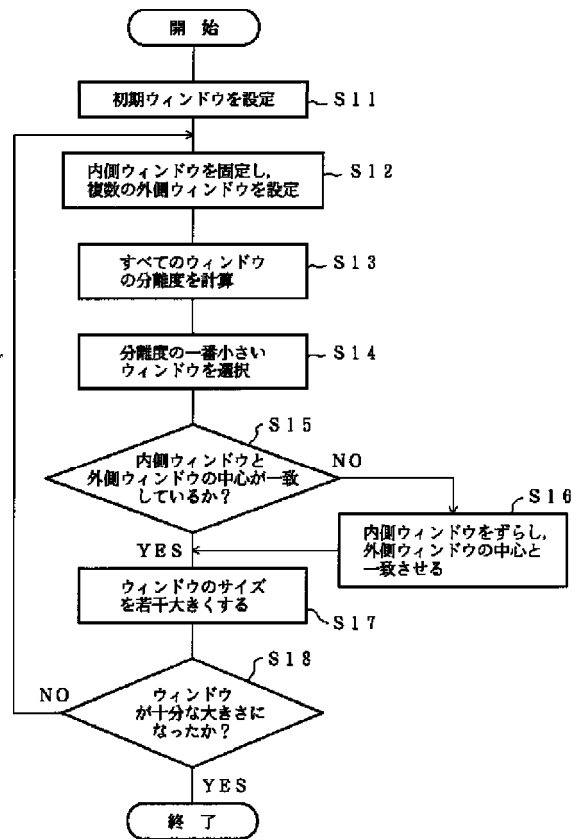 開 始
初期ウィンドウを設定
S11
内側ウィンドウを固定し,
複数の外側ウィンドウを設定
S12
すべてのウィンドウ
の分離度を計算
S13
分離度の一番小さい
ウィンドウを選択
S14
S15
内側ウィンドウと
外側ウィンドウの中心が一致
しているか?
NO
S16
内側ウィンドウをずらし,
外側ウィンドウの中心と
一致させる
YES
ウィンドウのサイズ
を若干大きくする
S17
S18
NO
ウィンドウ
が十分な大きさに
なったか?
YES
終 了